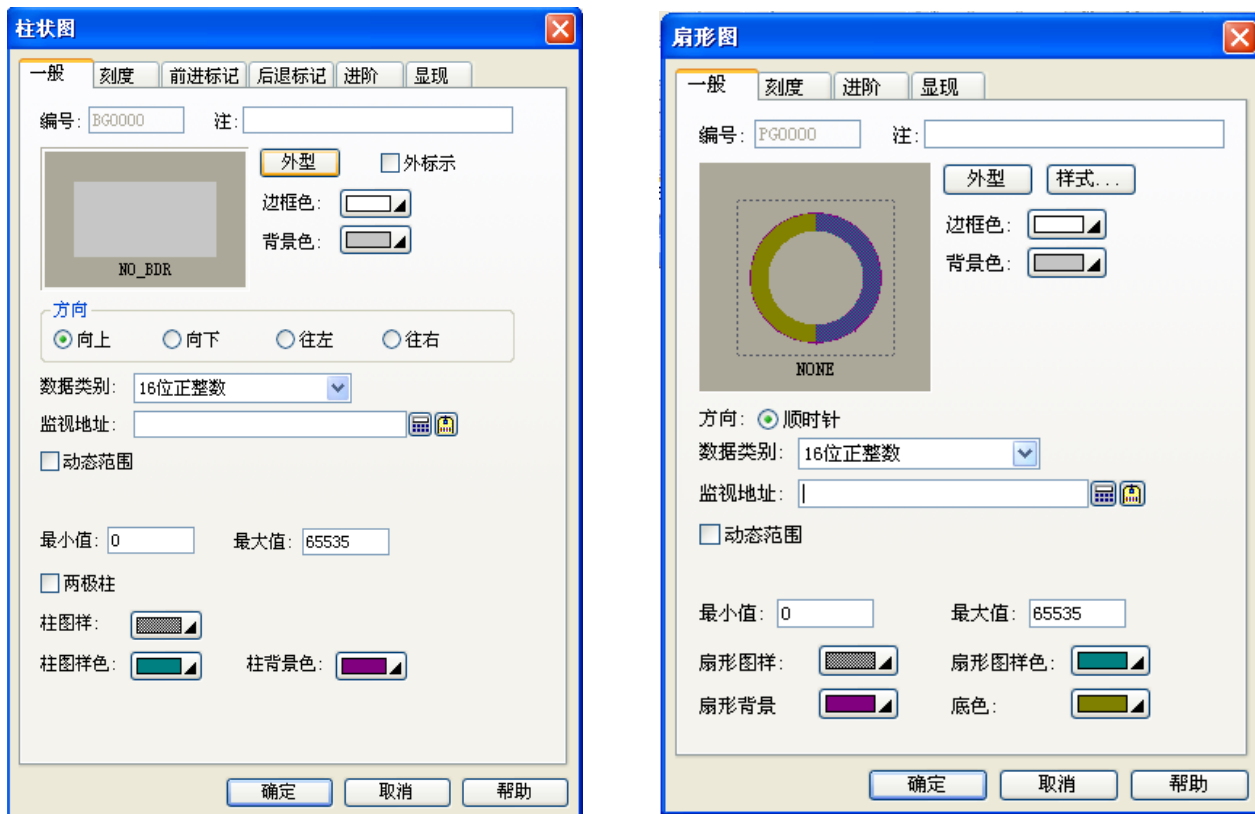 柱状图
一般 刻度 前进标记 后退标记 进阶 显现
编号: BG0000 注:
外型 外标示
边框色:
背景色:
NO_BDR
方向
向上 向下 往左 往右
数据类别: 16位正整数
监视地址:
动态范围
最小值: 0 最大值: 65535
两极柱
柱图样:
柱图样色: 柱背景色:
确定 取消 帮助
扇形图
一般 刻度 进阶 显现
编号: PG0000 注:
外型 样式...
边框色:
背景色:
NONE
方向: 顺时针
数据类别: 16位正整数
监视地址:
动态范围
最小值: 0 最大值: 65535
扇形图样: 扇形图样色:
扇形背景 底色:
确定 取消 帮助